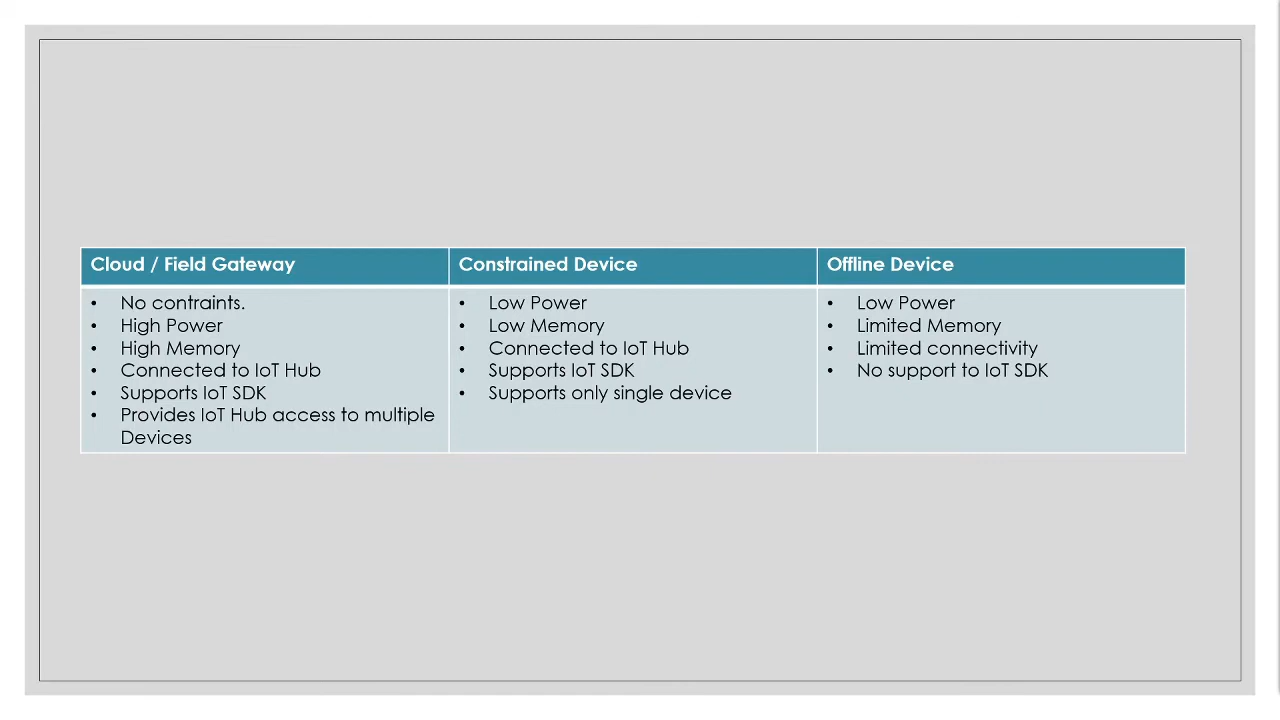 Cloud / Field Gateway
• No contraints.
• High Power
• High Memory
• Connected to IoT Hub
• Supports IoT SDK
• Provides IoT Hub access to multiple
Devices
Constrained Device
• Low Power
• Low Memory
• Connected to IoT Hub
• Supports IoT SDK
• Supports only single device
Offline Device
• Low Power
• Limited Memory
• Limited connectivity
• No support to IoT SDK